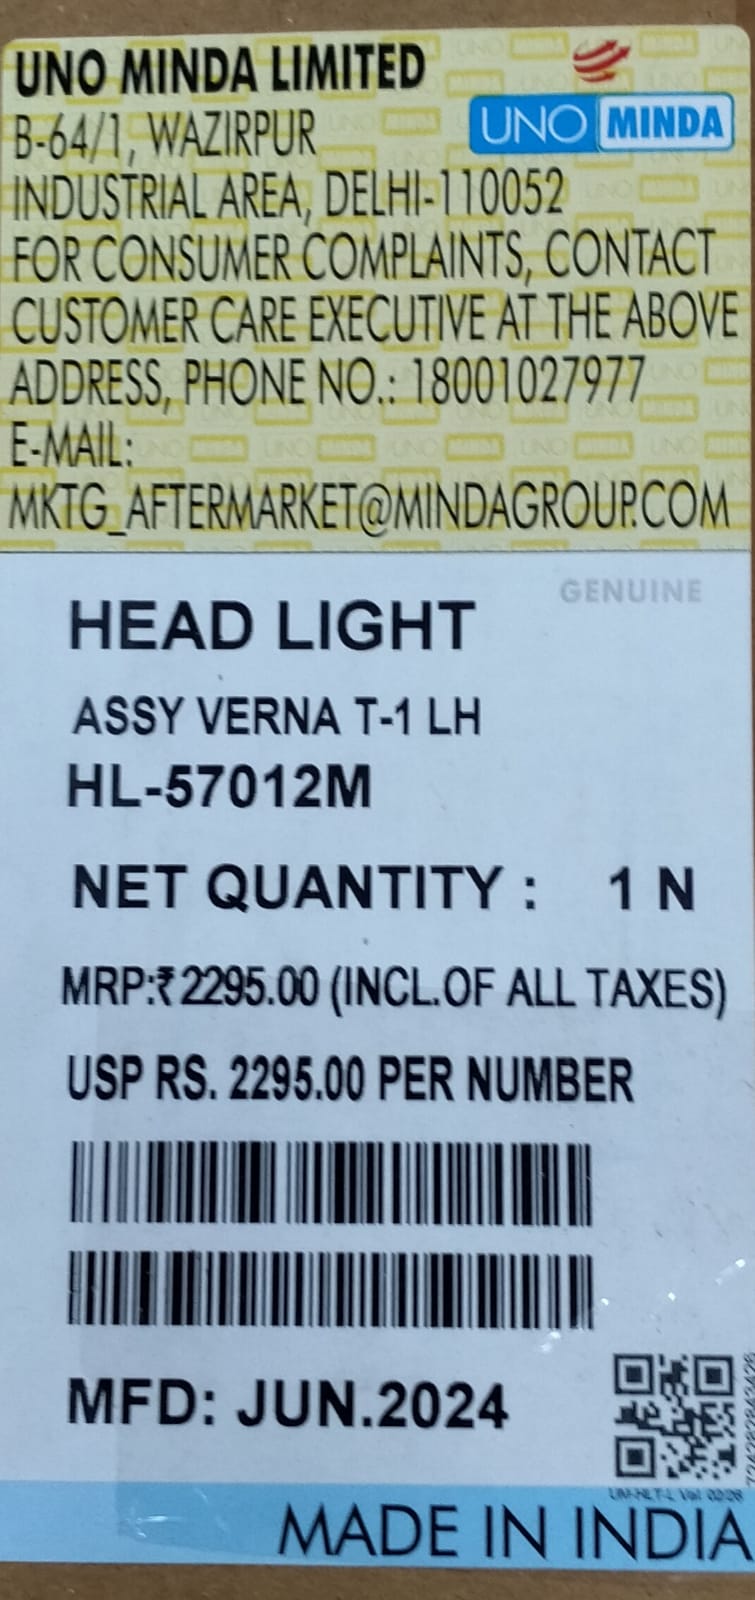 UNO MINDA LIMITED
UNO MINDA
B-64/1, WAZIRPUR
INDUSTRIAL AREA, DELHI-110052
FOR CONSUMER COMPLAINTS, CONTACT
CUSTOMER CARE EXECUTIVE AT THE ABOVE
ADDRESS, PHONE NO.: 18001027977
E-MAIL:
MKTG_AFTERMARKET@MINDAGROUP.COM
GENUINE
HEAD LIGHT
ASSY VERNA T-1 LH
HL-57012M
NET QUANTITY : 1 N
MRP:₹2295.00 (INCL.OF ALL TAXES)
USP RS. 2295.00 PER NUMBER
MFD: JUN.2024
MADE IN INDIA